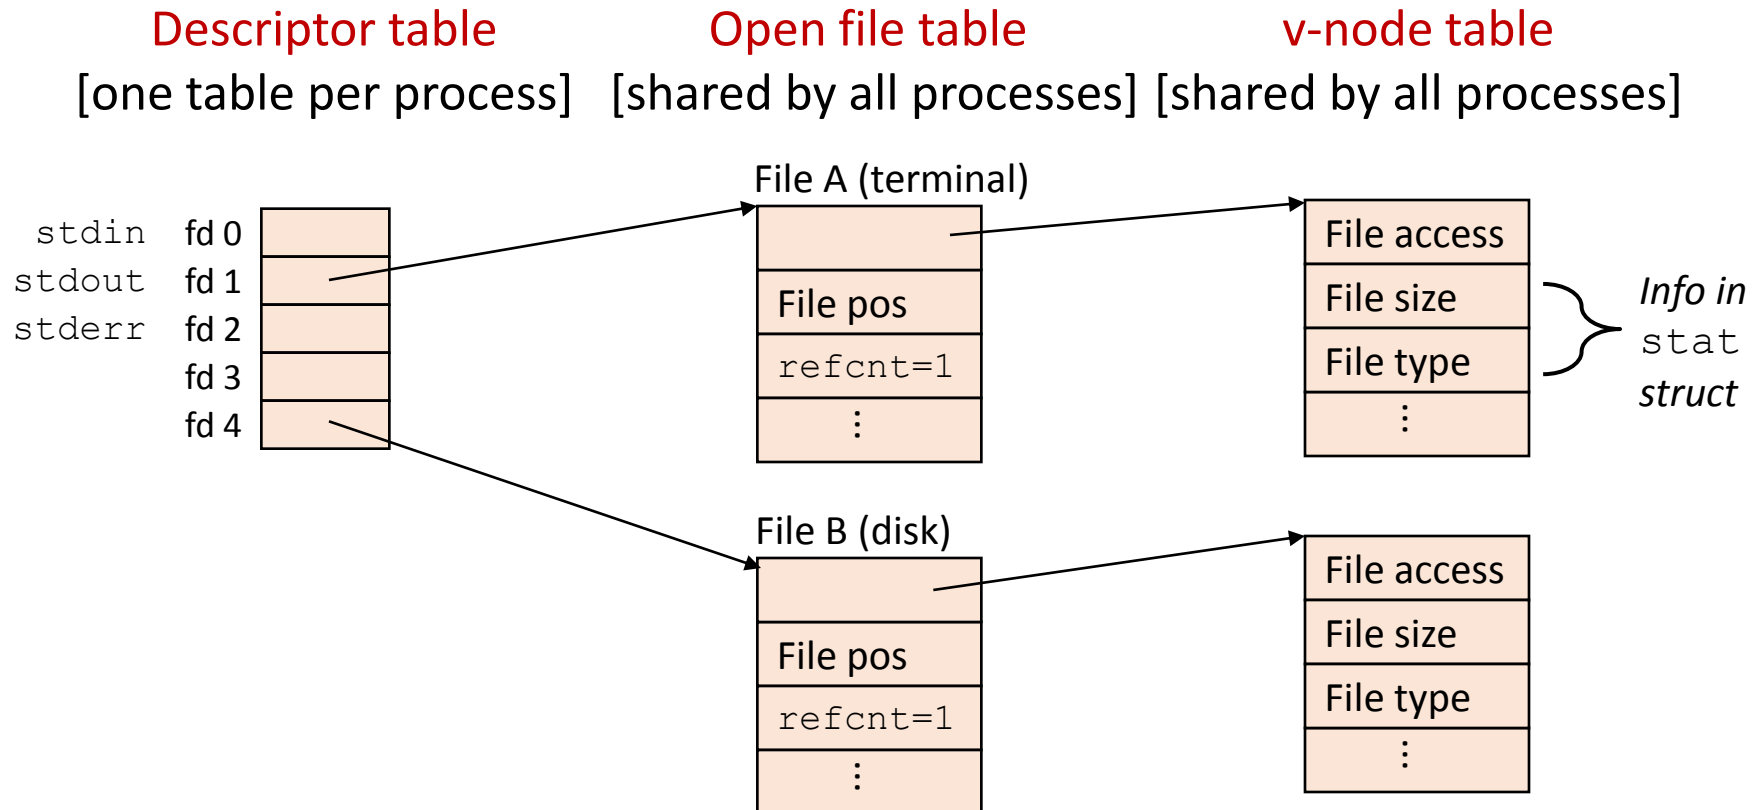 Descriptor table
[one table per process]
Open file table
[shared by all processes]
v-node table
[shared by all processes]
stdin fd 0
stdout fd 1
stderr fd 2
fd 3
fd 4
File A (terminal)
File pos
refcnt=1
⋮
File B (disk)
File pos
refcnt=1
⋮
File access
File size
File type
⋮
Info in
stat
struct
File access
File size
File type
⋮